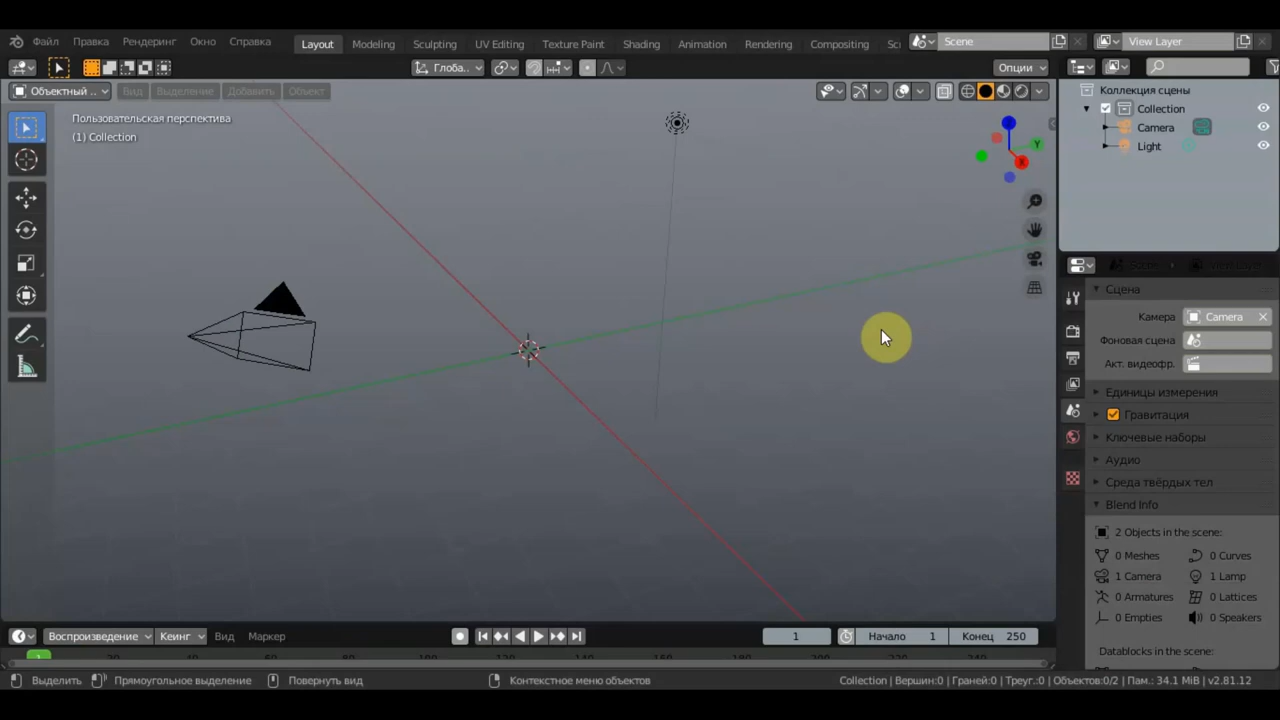 Файл Правка Рендеринг Окно Справка Layout Modeling Sculpting UV Editing Texture Paint Shading Animation Rendering Compositing Sc Scene View Layer
Глоба... Опции
Объектный .. Вид Выделение Добавить Объект
Пользовательская перспектива
(1) Collection
Y
X
Коллекция сцены
Collection
Camera
Light
Сцена
Камера Camera
Фоновая сцена
Акт. видеофр.
Единицы измерения
Гравитация
Ключевые наборы
Аудио
Среда твёрдых тел
Blend Info
2 Objects in the scene:
0 Meshes 0 Curves
1 Camera 1 Lamp
0 Armatures 0 Lattices
0 Empties 0 Speakers
Datablocks in the scene:
Воспроизведение Кеинг Вид Маркер 1 Начало 1 Конец 250
1
Выделить Прямоугольное выделение Повернуть вид Контекстное меню объектов Collection | Вершин:0 | Граней:0 | Треуг.:0 | Объектов:0/2 | Пам.: 34.1 MiB | v2.81.12